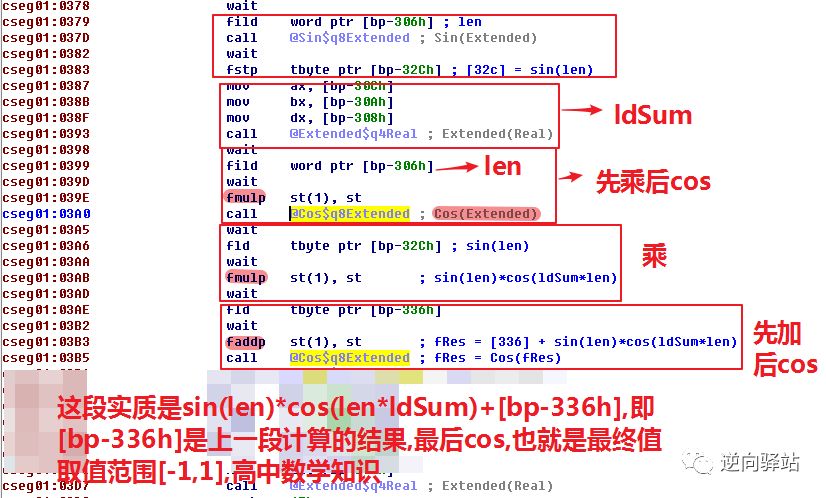 cseg01:0378 wait
cseg01:0379 fild word ptr [bp-306h] ; len
cseg01:037D call @Sin$q8Extended ; Sin(Extended)
cseg01:0382 wait
cseg01:0383 fstp tbyte ptr [bp-32Ch] ; [32c] = sin(len)
cseg01:0387 mov ax, [bp-30Ch]
cseg01:038B mov bx, [bp-30Ah]
cseg01:038F mov dx, [bp-308h]
cseg01:0393 call @Extended$q4Real ; Extended(Real)
ldSum
cseg01:0398 wait
cseg01:0399 fild word ptr [bp-306h]
len
cseg01:039D wait
cseg01:039E fmulp st(1), st
cseg01:03A0 call @Cos$q8Extended ; Cos(Extended)
先乘后cos
cseg01:03A5 wait
cseg01:03A6 fld tbyte ptr [bp-32Ch] ; sin(len)
cseg01:03AA wait
cseg01:03AB fmulp st(1), st ; sin(len)*cos(ldSum*len)
乘
cseg01:03AD wait
cseg01:03AE fld tbyte ptr [bp-336h]
cseg01:03B2 wait
cseg01:03B3 faddp st(1), st ; fRes = [336] + sin(len)*cos(ldSum*len)
cseg01:03B5 call @Cos$q8Extended ; fRes = Cos(fRes)
先加
后cos
这段实质是sin(len)*cos(len*ldSum)+[bp-336h],即
[bp-336h]是上一段计算的结果,最后cos,也就是最终值
取值范围[-1,1],高中数学知识
逆向驿站
cseg01:03D7 call @Extended$q4Real ; Extended(Real)